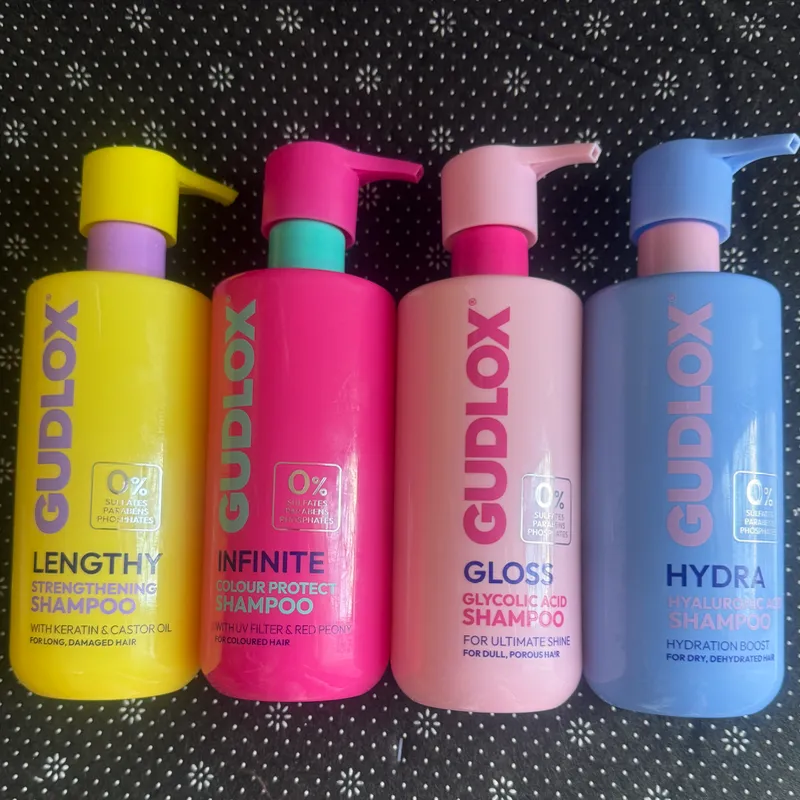 GUDLOX®
0%
SULFATES
PARABENS
PHOSPHATES
LENGTHY
STRENGTHENING
SHAMPOO
WITH KERATIN & CASTOR OIL
FOR LONG, DAMAGED HAIR
GUDLOX
0%
SULFATES
PARABENS
PHOSPHATES
INFINITE
COLOUR PROTECT
SHAMPOO
WITH UV FILTER & RED PEONY
FOR COLOURED HAIR
GUDLOX®
0%
SULFATES
PARABENS
PHOSPHATES
GLOSS
GLYCOLIC ACID
SHAMPOO
FOR ULTIMATE SHINE
FOR DULL, POROUS HAIR
GUDLOX®
0%
SULFATES
PARABENS
PHOSPHATES
HYDRA
HYALURONIC ACID
SHAMPOO
HYDRATION BOOST
FOR DRY, DEHYDRATED HAIR